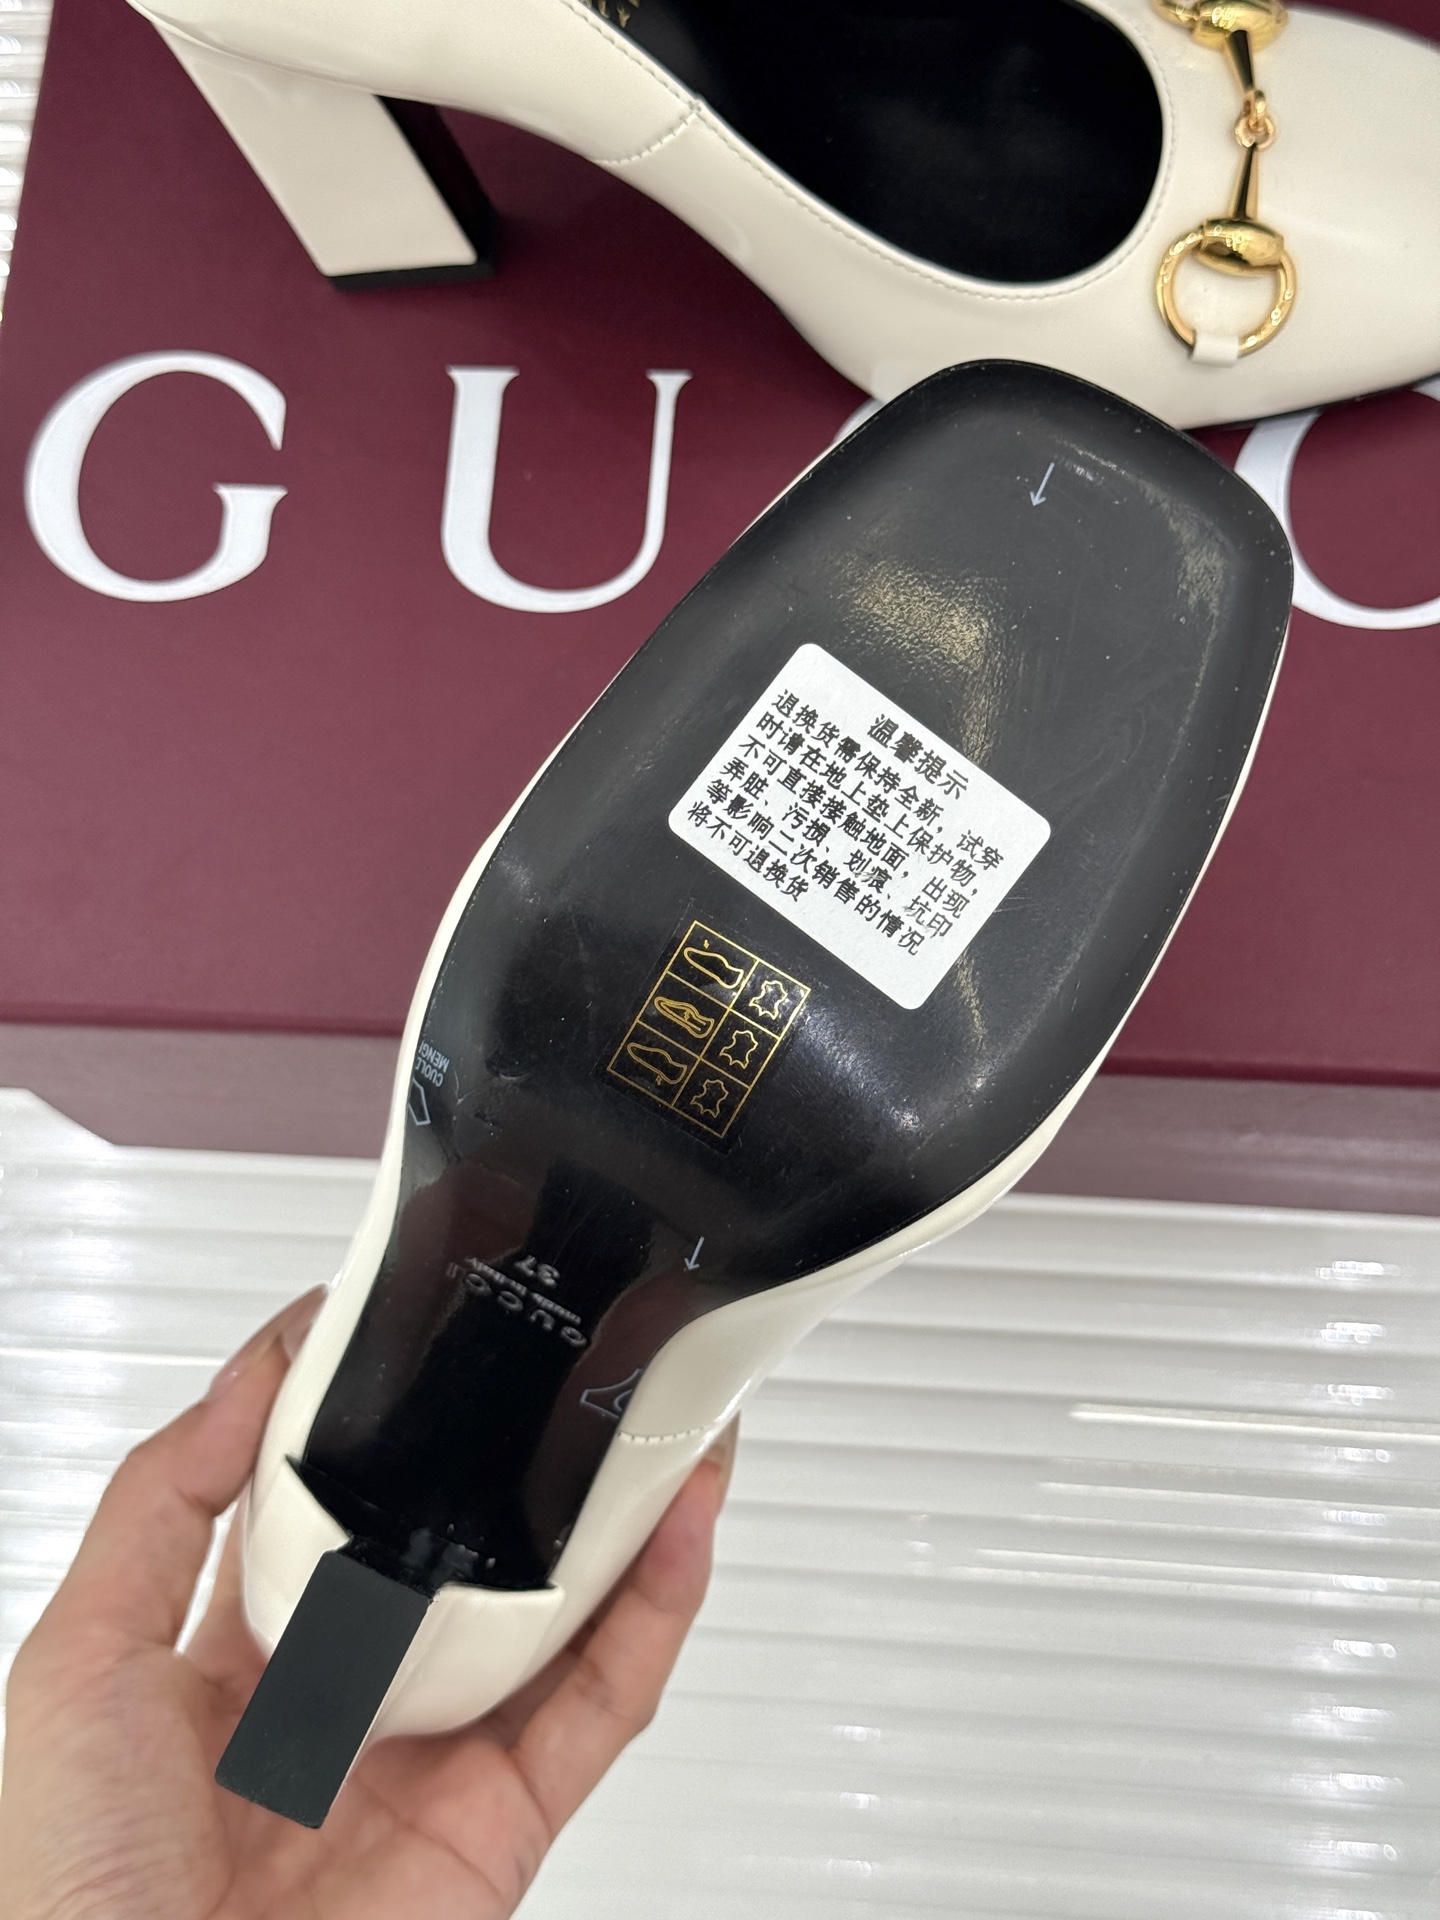 GUC
温馨提示
退换货需保持全新，试穿
时请在地上垫上保护物，
不可直接接触地面，出现
弄脏、污损、划痕、坑印
等影响二次销售的情况
将不可退换货
GUCCI
made in Italy
37